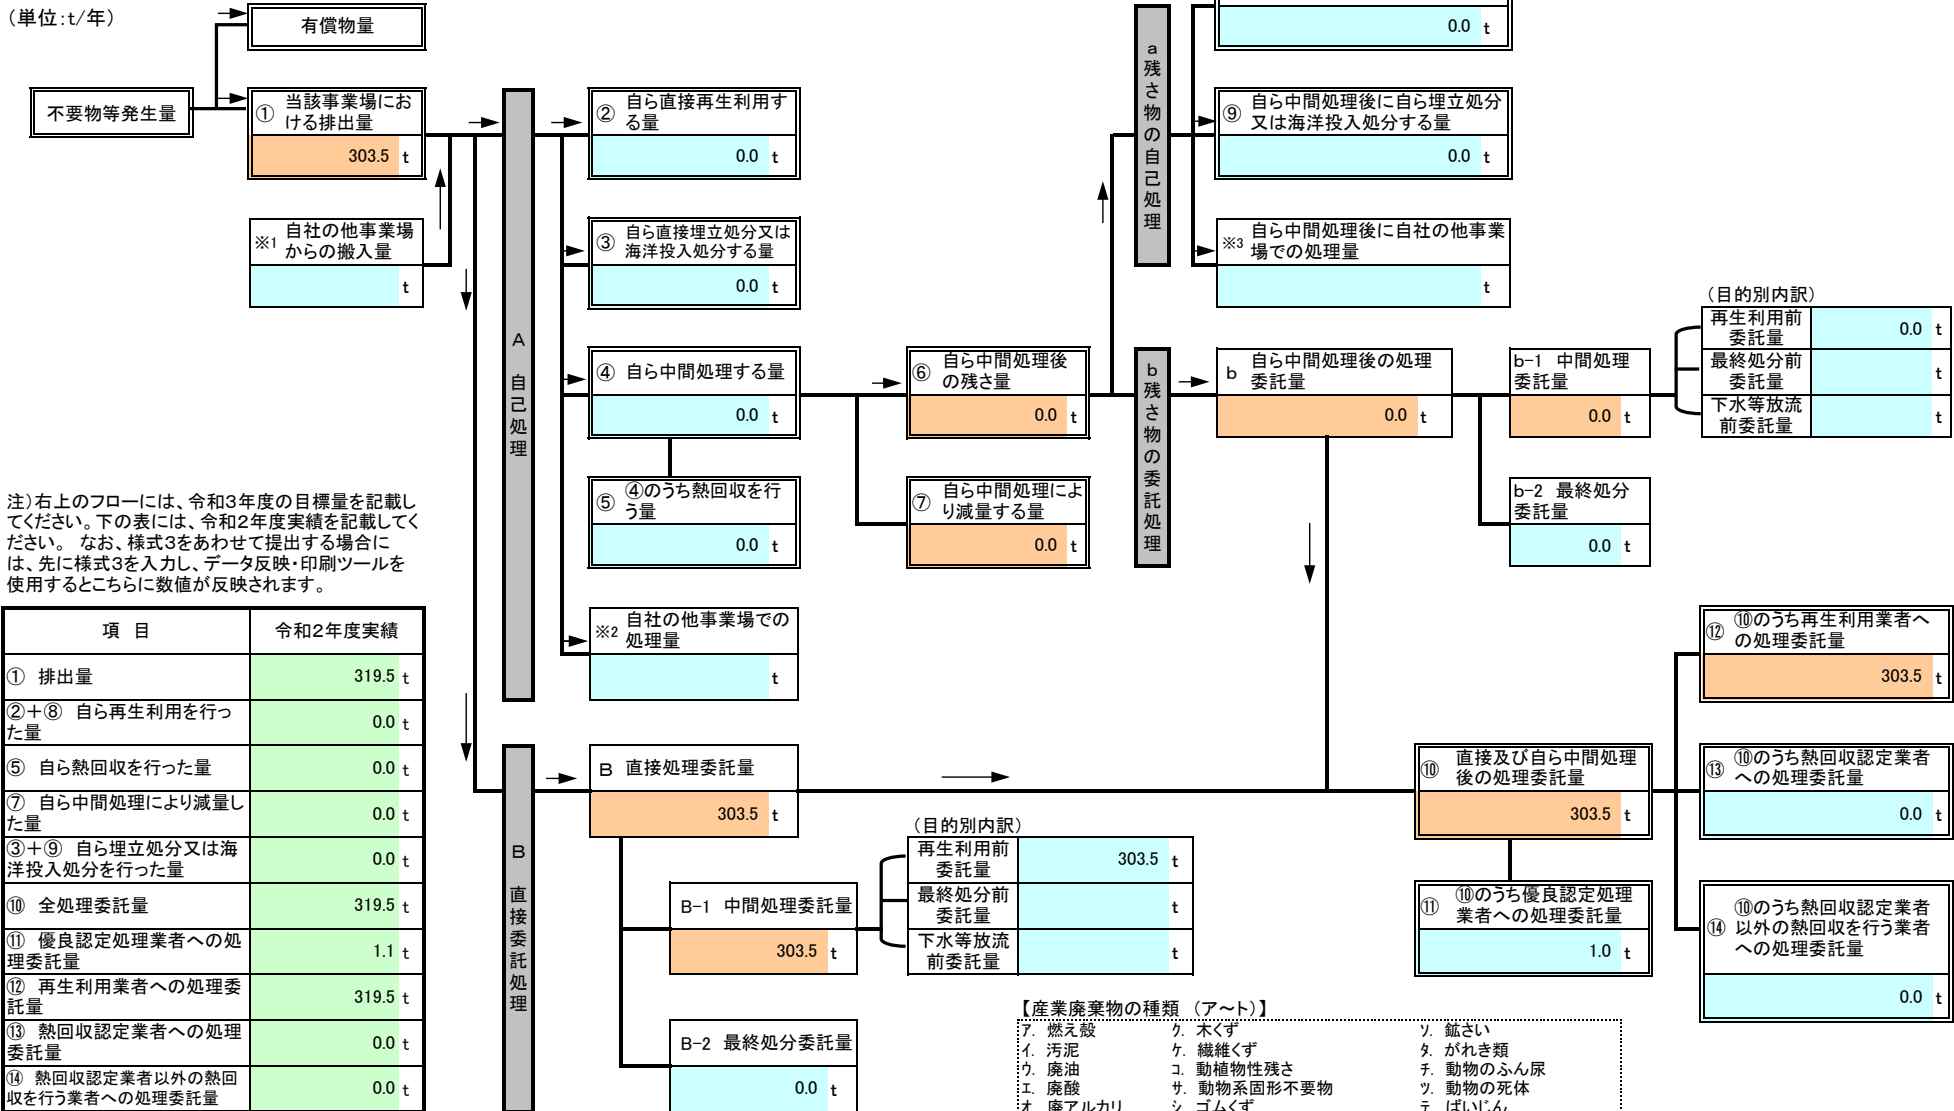 （単位:t/年）
有償物量
0.0 t
不要物等発生量
① 当該事業場にお
ける排出量
303.5 t
② 自ら直接再生利用す
る量
0.0 t
a 残さ物の自己処理
⑨ 自ら中間処理後に自ら埋立処分
又は海洋投入処分する量
0.0 t
※1 自社の他事業場
からの搬入量
t
③ 自ら直接埋立処分又は
海洋投入処分する量
0.0 t
※3 自ら中間処理後に自社の他事業
場での処理量
t
A 自己処理
④ 自ら中間処理する量
0.0 t
⑥ 自ら中間処理後
の残さ量
0.0 t
b 残さ物の委託処理
b 自ら中間処理後の処理
委託量
0.0 t
b-1 中間処理
委託量
0.0 t
（目的別内訳）
再生利用前
委託量
0.0 t
最終処分前
委託量
t
下水等放流
前委託量
t
⑤ ④のうち熱回収を行
う量
0.0 t
⑦ 自ら中間処理によ
り減量する量
0.0 t
b-2 最終処分
委託量
0.0 t
注）右上のフローには、令和3年度の目標量を記載し
てください。下の表には、令和2年度実績を記載してく
ださい。 なお、様式3をあわせて提出する場合に
は、先に様式3を入力し、データ反映・印刷ツールを
使用するとこちらに数値が反映されます。
※2 自社の他事業場での
処理量
t
項 目 令和2年度実績
① 排出量 319.5 t
②+⑧ 自ら再生利用を行っ
た量 0.0 t
⑤ 自ら熱回収を行った量 0.0 t
⑦ 自ら中間処理により減量し
た量 0.0 t
③+⑨ 自ら埋立処分又は海
洋投入処分を行った量 0.0 t
⑩ 全処理委託量 319.5 t
⑪ 優良認定処理業者への処
理委託量 1.1 t
⑫ 再生利用業者への処理委
託量 319.5 t
⑬ 熱回収認定業者への処理
委託量 0.0 t
⑭ 熱回収認定業者以外の熱回
収を行う業者への処理委託量 0.0 t
B 直接委託処理
B 直接処理委託量
303.5 t
B-1 中間処理委託量
303.5 t
（目的別内訳）
再生利用前
委託量
303.5 t
最終処分前
委託量
t
下水等放流
前委託量
t
B-2 最終処分委託量
0.0 t
⑩ 直接及び自ら中間処理
後の処理委託量
303.5 t
⑪ ⑩のうち優良認定処理
業者への処理委託量
1.0 t
⑫ ⑩のうち再生利用業者へ
の処理委託量
303.5 t
⑬ ⑩のうち熱回収認定業者
への処理委託量
0.0 t
⑭ ⑩のうち熱回収認定業者
以外の熱回収を行う業者
への処理委託量
0.0 t
【産業廃棄物の種類 （ア～ト）】
ｱ. 燃え殻 ｸ. 木くず ｿ. 鉱さい
ｲ. 汚泥 ｹ. 繊維くず ﾀ. がれき類
ｳ. 廃油 ｺ. 動植物性残さ ﾁ. 動物のふん尿
ｴ. 廃酸 ｻ. 動物系固形不要物 ﾂ. 動物の死体
ｵ. 廃アルカリ ｼ. ゴムくず ﾃ. ばいじん